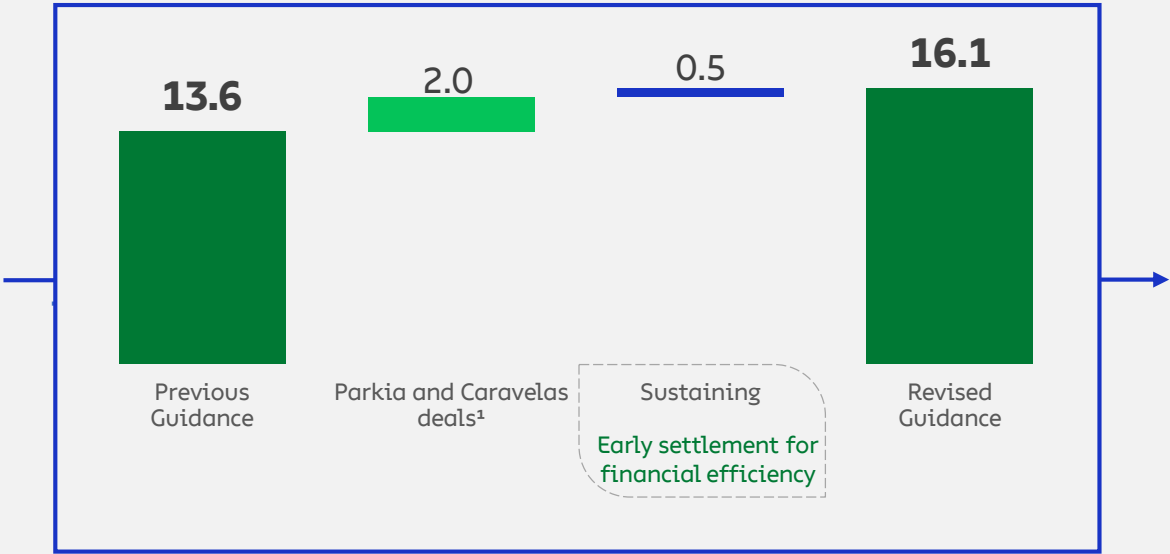 13.6
2.0
0.5
16.1
Previous
Guidance
Parkia and Caravelas
deals¹
Sustaining
Early settlement for
financial efficiency
Revised
Guidance